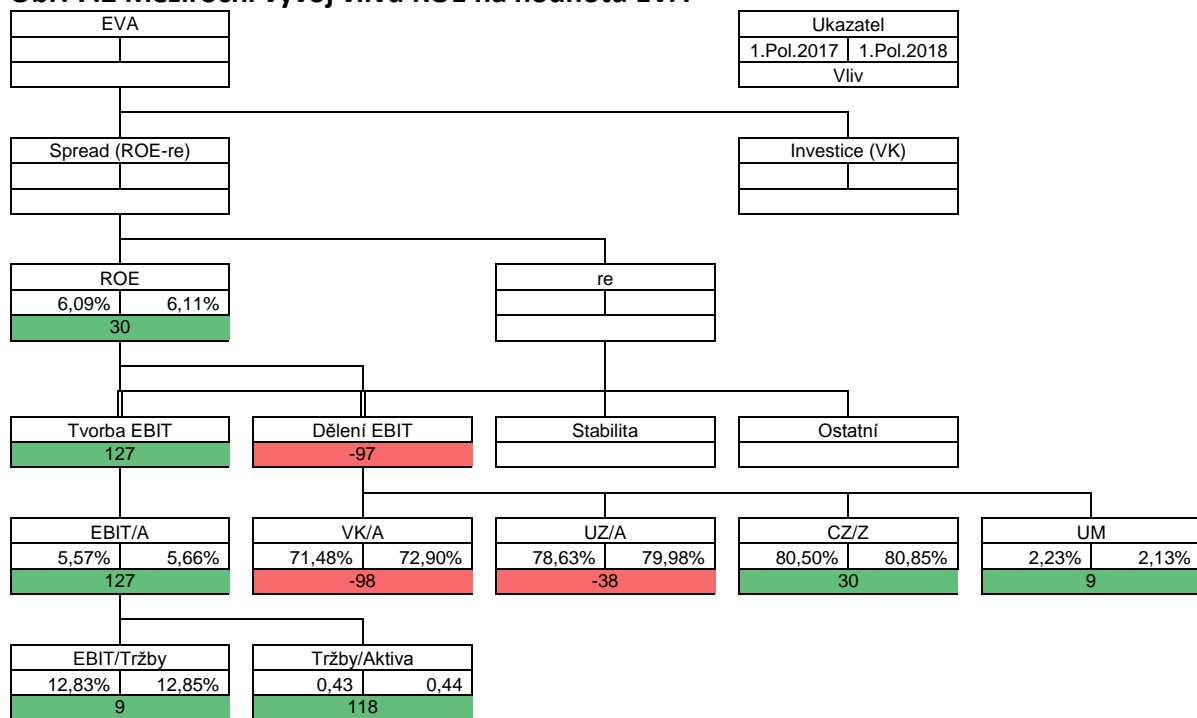 EVA
Ukazatel
1.Pol.2017 1.Pol.2018
Vliv
Spread (ROE-re)
Investice (VK)
ROE
6,09% 6,11%
30
re
Tvorba EBIT
127
Dělení EBIT
-97
Stabilita
Ostatní
EBIT/A
5,57% 5,66%
127
VK/A
71,48% 72,90%
-98
UZ/A
78,63% 79,98%
-38
CZ/Z
80,50% 80,85%
30
UM
2,23% 2,13%
9
EBIT/Tržby
12,83% 12,85%
9
Tržby/Aktiva
0,43 0,44
118